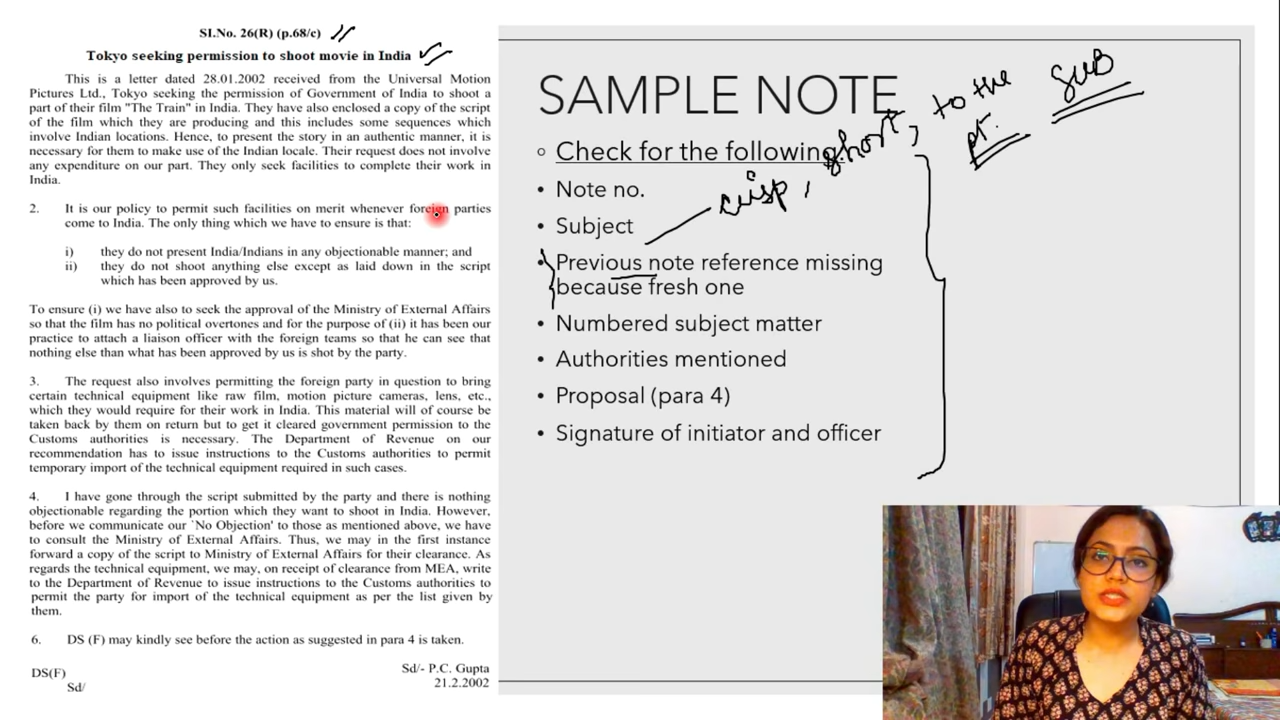 SI.No. 26(R) (p.68/c)
Tokyo seeking permission to shoot movie in India
This is a letter dated 28.01.2002 received from the Universal Motion
Pictures Ltd., Tokyo seeking the permission of Government of India to shoot a
part of their film "The Train" in India. They have also enclosed a copy of the script
of the film which they are producing and this includes some sequences which
involve Indian locations. Hence, to present the story in an authentic manner, it is
necessary for them to make use of the Indian locale. Their request does not involve
any expenditure on our part. They only seek facilities to complete their work in
India.
2. It is our policy to permit such facilities on merit whenever foreign parties
come to India. The only thing which we have to ensure is that:
i) they do not present India/Indians in any objectionable manner; and
ii) they do not shoot anything else except as laid down in the script
which has been approved by us.
To ensure (i) we have also to seek the approval of the Ministry of External Affairs
so that the film has no political overtones and for the purpose of (ii) it has been our
practice to attach a liaison officer with the foreign teams so that he can see that
nothing else than what has been approved by us is shot by the party.
3. The request also involves permitting the foreign party in question to bring
certain technical equipment like raw film, motion picture cameras, lens, etc.,
which they would require for their work in India. This material will of course be
taken back by them on return but to get it cleared government permission to the
Customs authorities is necessary. The Department of Revenue on our
recommendation has to issue instructions to the Customs authorities to permit
temporary import of the technical equipment required in such cases.
4. I have gone through the script submitted by the party and there is nothing
objectionable regarding the portion which they want to shoot in India. However,
before we communicate our `No Objection' to those as mentioned above, we have
to consult the Ministry of External Affairs. Thus, we may in the first instance
forward a copy of the script to Ministry of External Affairs for their clearance. As
regards the technical equipment, we may, on receipt of clearance from MEA, write
to the Department of Revenue to issue instructions to the Customs authorities to
permit the party for import of the technical equipment as per the list given by
them.
6. DS (F) may kindly see before the action as suggested in para 4 is taken.
Sd/- P.C. Gupta
DS(F)
21.2.2002
Sd/
SAMPLE NOTE
Check for the following:
Note no.
Subject
Previous note reference missing
because fresh one
Numbered subject matter
Authorities mentioned
Proposal (para 4)
Signature of initiator and officer
crisp, short, to the
pt.
SUB